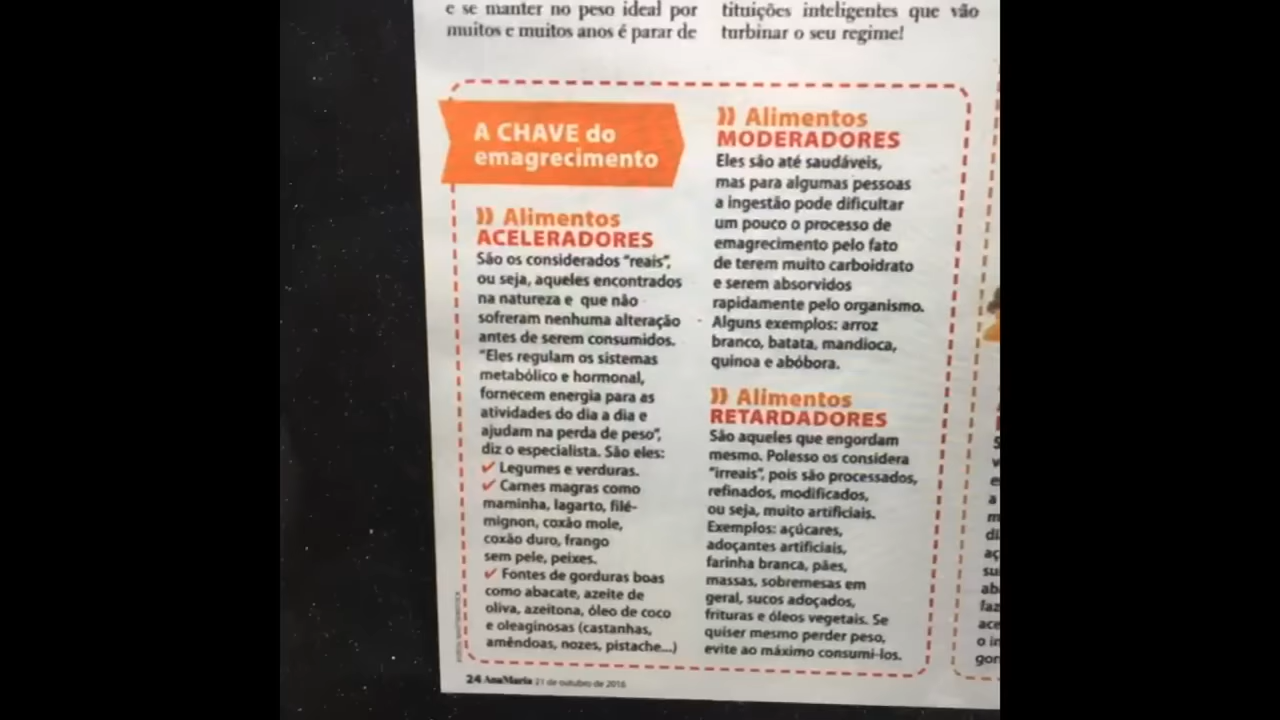 e se manter no peso ideal por
muitos e muitos anos é parar de
tituições inteligentes que vão
turbinar o seu regime!
A CHAVE do
emagrecimento
Alimentos
ACELERADORES
São os considerados "reais",
ou seja, aqueles encontrados
na natureza e que não
sofreram nenhuma alteração
antes de serem consumidos.
"Eles regulam os sistemas
metabólico e hormonal,
fornecem energia para as
atividades do dia a dia e
ajudam na perda de peso",
diz o especialista. São eles:
✓ Legumes e verduras.
✓ Carnes magras como
maminha, lagarto, filé-
mignon, coxão mole,
coxão duro, frango
sem pele, peixes.
✓ Fontes de gorduras boas
como abacate, azeite de
oliva, azeitona, óleo de coco
e oleaginosas (castanhas,
amêndoas, nozes, pistache...)
Alimentos
MODERADORES
Eles são até saudáveis,
mas para algumas pessoas
a ingestão pode dificultar
um pouco o processo de
emagrecimento pelo fato
de terem muito carboidrato
e serem absorvidos
rapidamente pelo organismo.
Alguns exemplos: arroz
branco, batata, mandioca,
quinoa e abóbora.
Alimentos
RETARDADORES
São aqueles que engordam
mesmo. Polesso os considera
"irreais", pois são processados,
refinados, modificados,
ou seja, muito artificiais.
Exemplos: açúcares,
adoçantes artificiais,
farinha branca, pães,
massas, sobremesas em
geral, sucos adoçados,
frituras e óleos vegetais. Se
quiser mesmo perder peso,
evite ao máximo consumi-los.
24 AnaMaria 21 de outubro de 2016